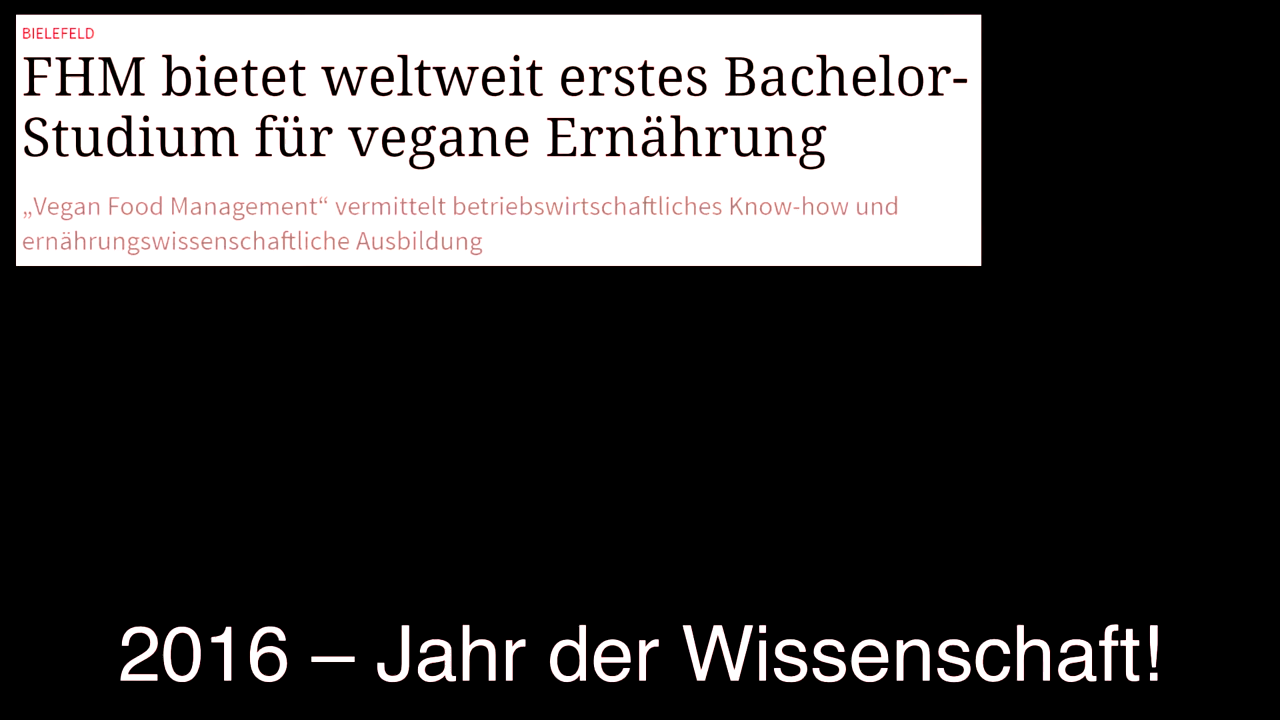 BIELEFELD
FHM bietet weltweit erstes Bachelor-
Studium für vegane Ernährung
„Vegan Food Management“ vermittelt betriebswirtschaftliches Know-how und
ernährungswissenschaftliche Ausbildung
2016 – Jahr der Wissenschaft!